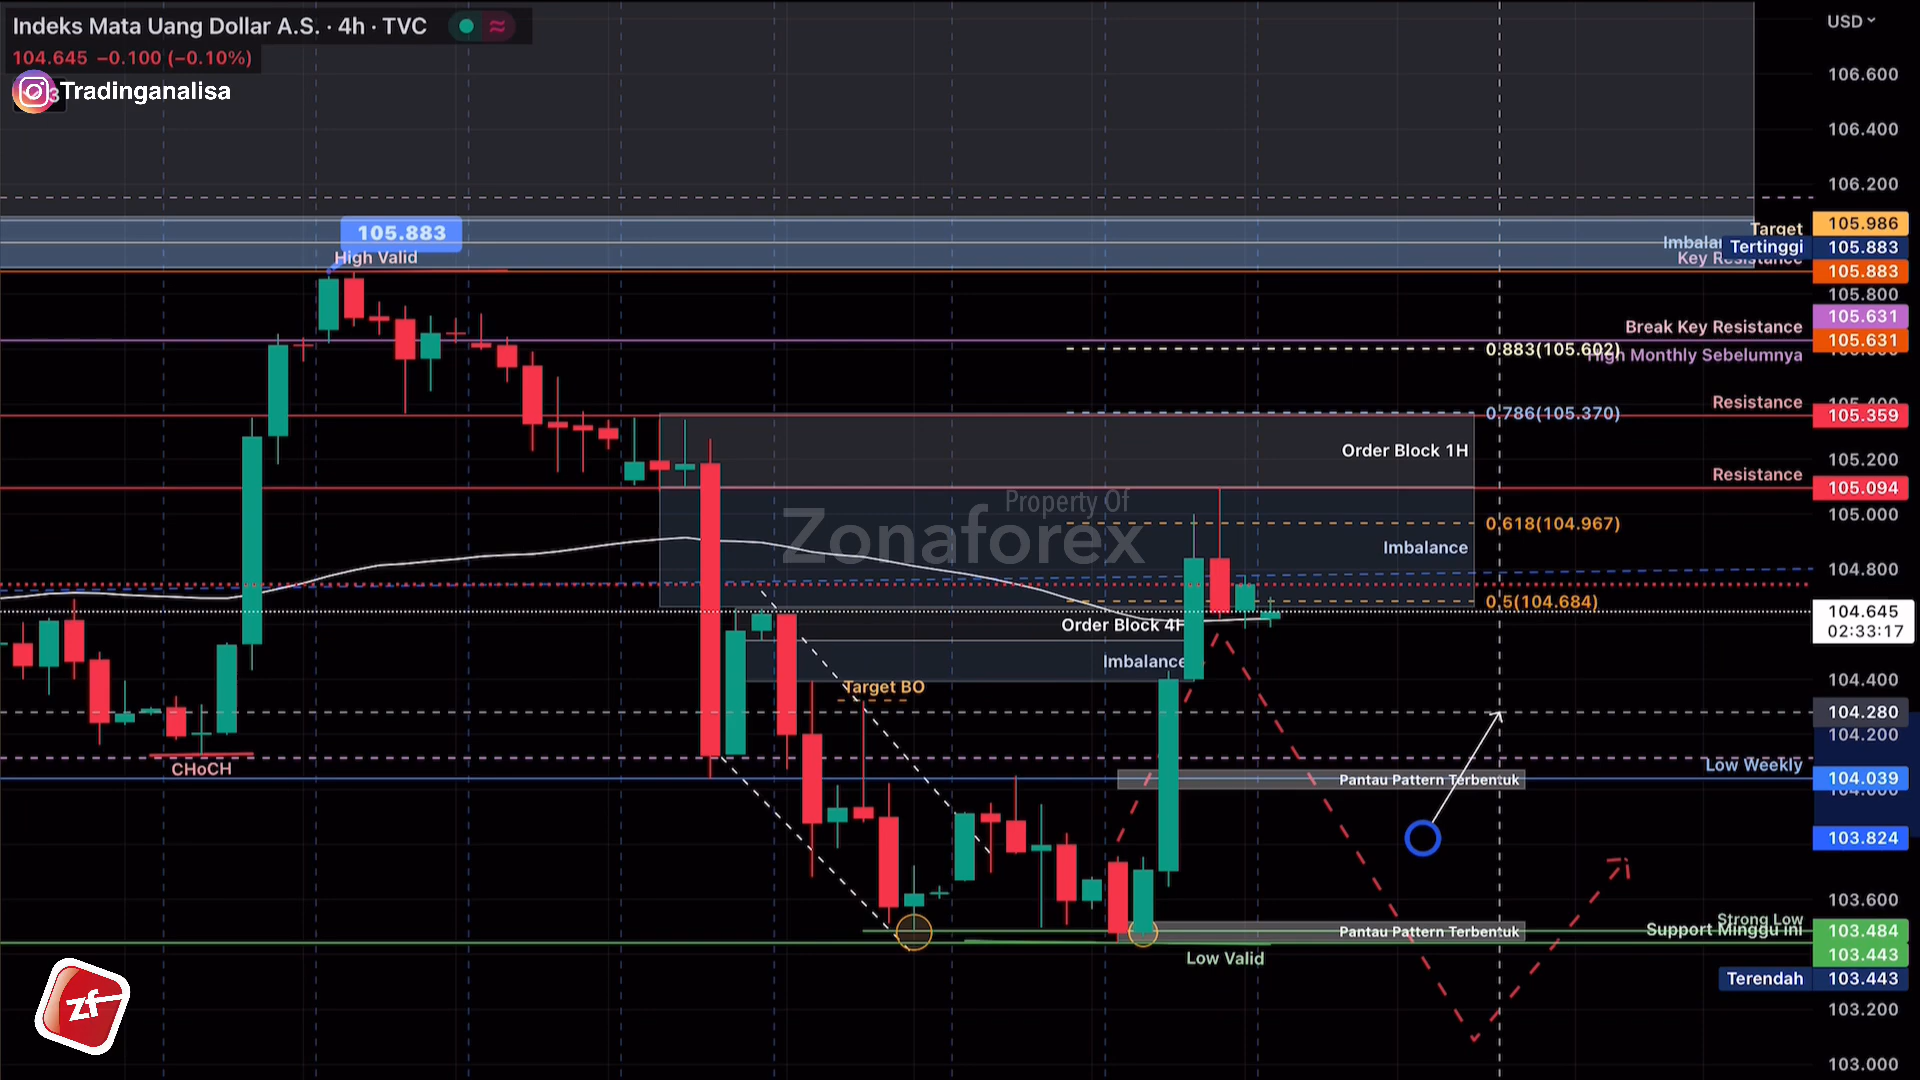 Indeks Mata Uang Dollar A.S. · 4h · TVC
104.645 −0.100 (−0.10%)
Tradinganalisa
USD
106.600
106.400
106.200
105.883
High Valid
Target 105.986
Tertinggi 105.883
105.883
105.800
105.631
Break Key Resistance
105.631
0.883(105.602)
High Monthly Sebelumnya
Resistance
105.359
0.786(105.370)
Order Block 1H
105.200
Resistance
105.094
Property Of
Zonaforex
105.000
0.618(104.967)
Imbalance
104.800
0.5(104.684)
104.645
02:33:17
Order Block 4H
Imbalance
104.400
Target BO
104.280
104.200
CHoCH
Low Weekly
104.039
Pantau Pattern Terbentuk
104.000
103.824
103.600
Strong Low
Support Minggu ini
103.484
Pantau Pattern Terbentuk
103.443
Low Valid
Terendah 103.443
zf
103.200
103.000